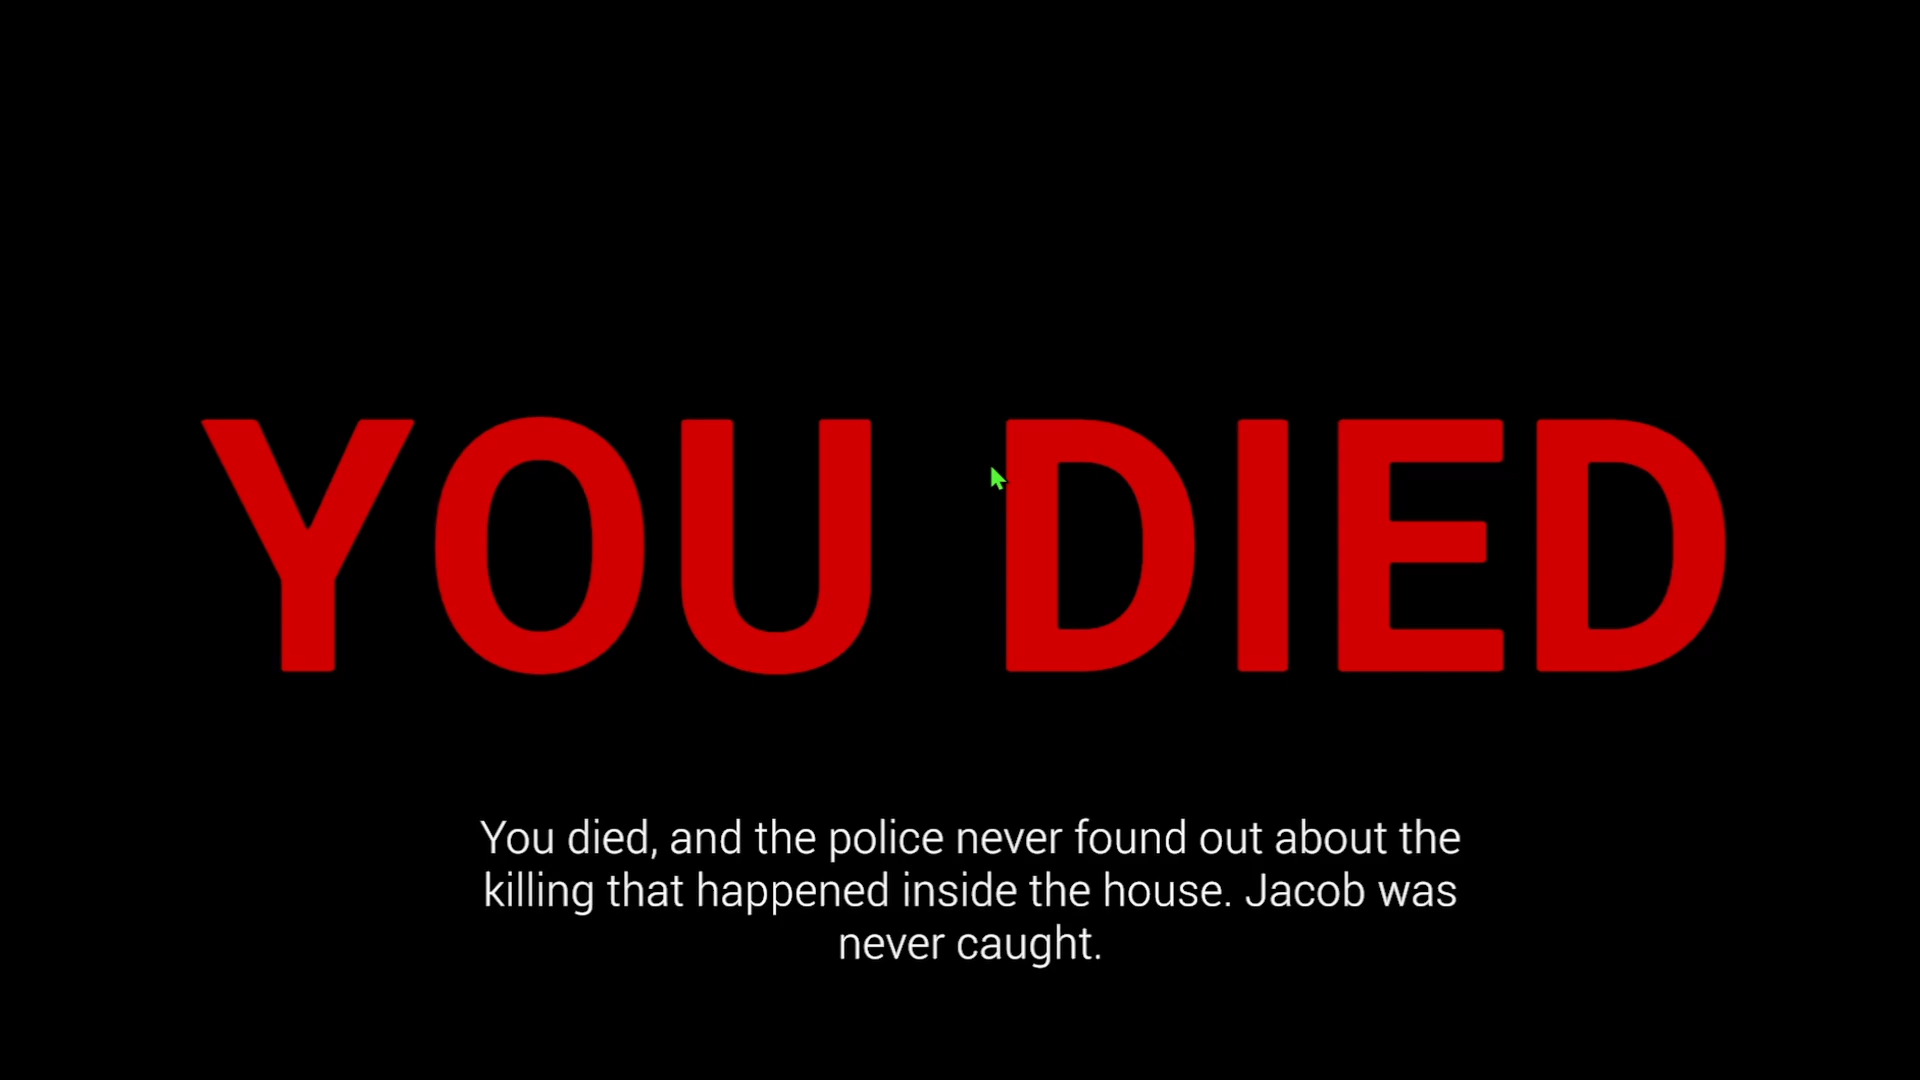 YOU DIED
You died, and the police never found out about the
killing that happened inside the house. Jacob was
never caught.